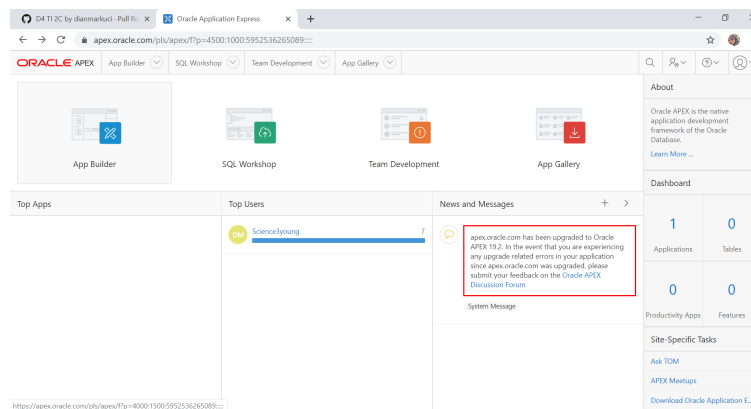 D4 TI 2C by dianmarkuci · Pull Re
Oracle Application Express
apex.oracle.com/pls/apex/f?p=4500:1000:5952536265089:::::
ORACLE APEX
App Builder
SQL Workshop
Team Development
App Gallery
App Builder
SQL Workshop
Team Development
App Gallery
Top Apps
Top Users
DM
Science3young
7
News and Messages
apex.oracle.com has been upgraded to Oracle
APEX 19.2. In the event that you are experiencing
any upgrade related errors in your application
since apex.oracle.com was upgraded, please
submit your feedback on the Oracle APEX
Discussion Forum
System Message
About
Oracle APEX is the native
application development
framework of the Oracle
Database.
Learn More ...
Dashboard
1
0
Applications
Tables
0
0
Productivity Apps
Features
Site-Specific Tasks
Ask TOM
APEX Meetups
Download Oracle Application E...
https://apex.oracle.com/pls/apex/f?p=4000:1500:5952536265089:::::